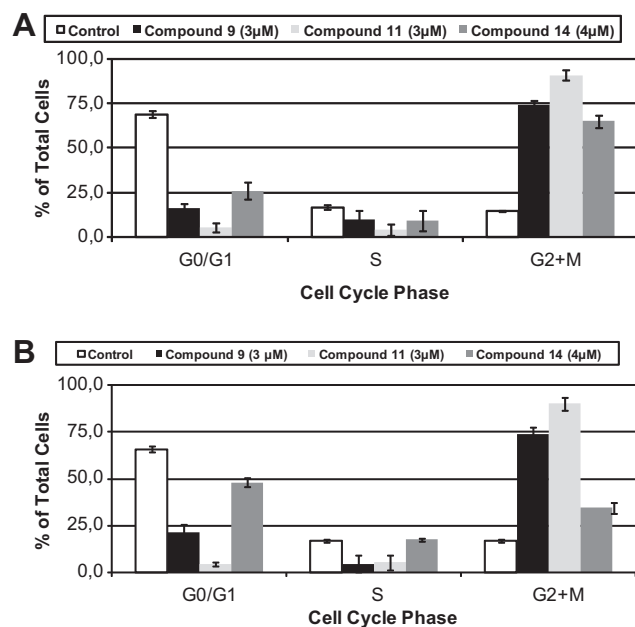 A
Control Compound 9 (3µM) Compound 11 (3µM) Compound 14 (4µM)
100,0
75,0
50,0
25,0
0,0
% of Total Cells
G0/G1 S G2+M
Cell Cycle Phase
B
Control Compound 9 (3 µM) Compound 11 (3µM) Compound 14 (4µM)
100,0
75,0
50,0
25,0
0,0
% of Total Cells
G0/G1 S G2+M
Cell Cycle Phase